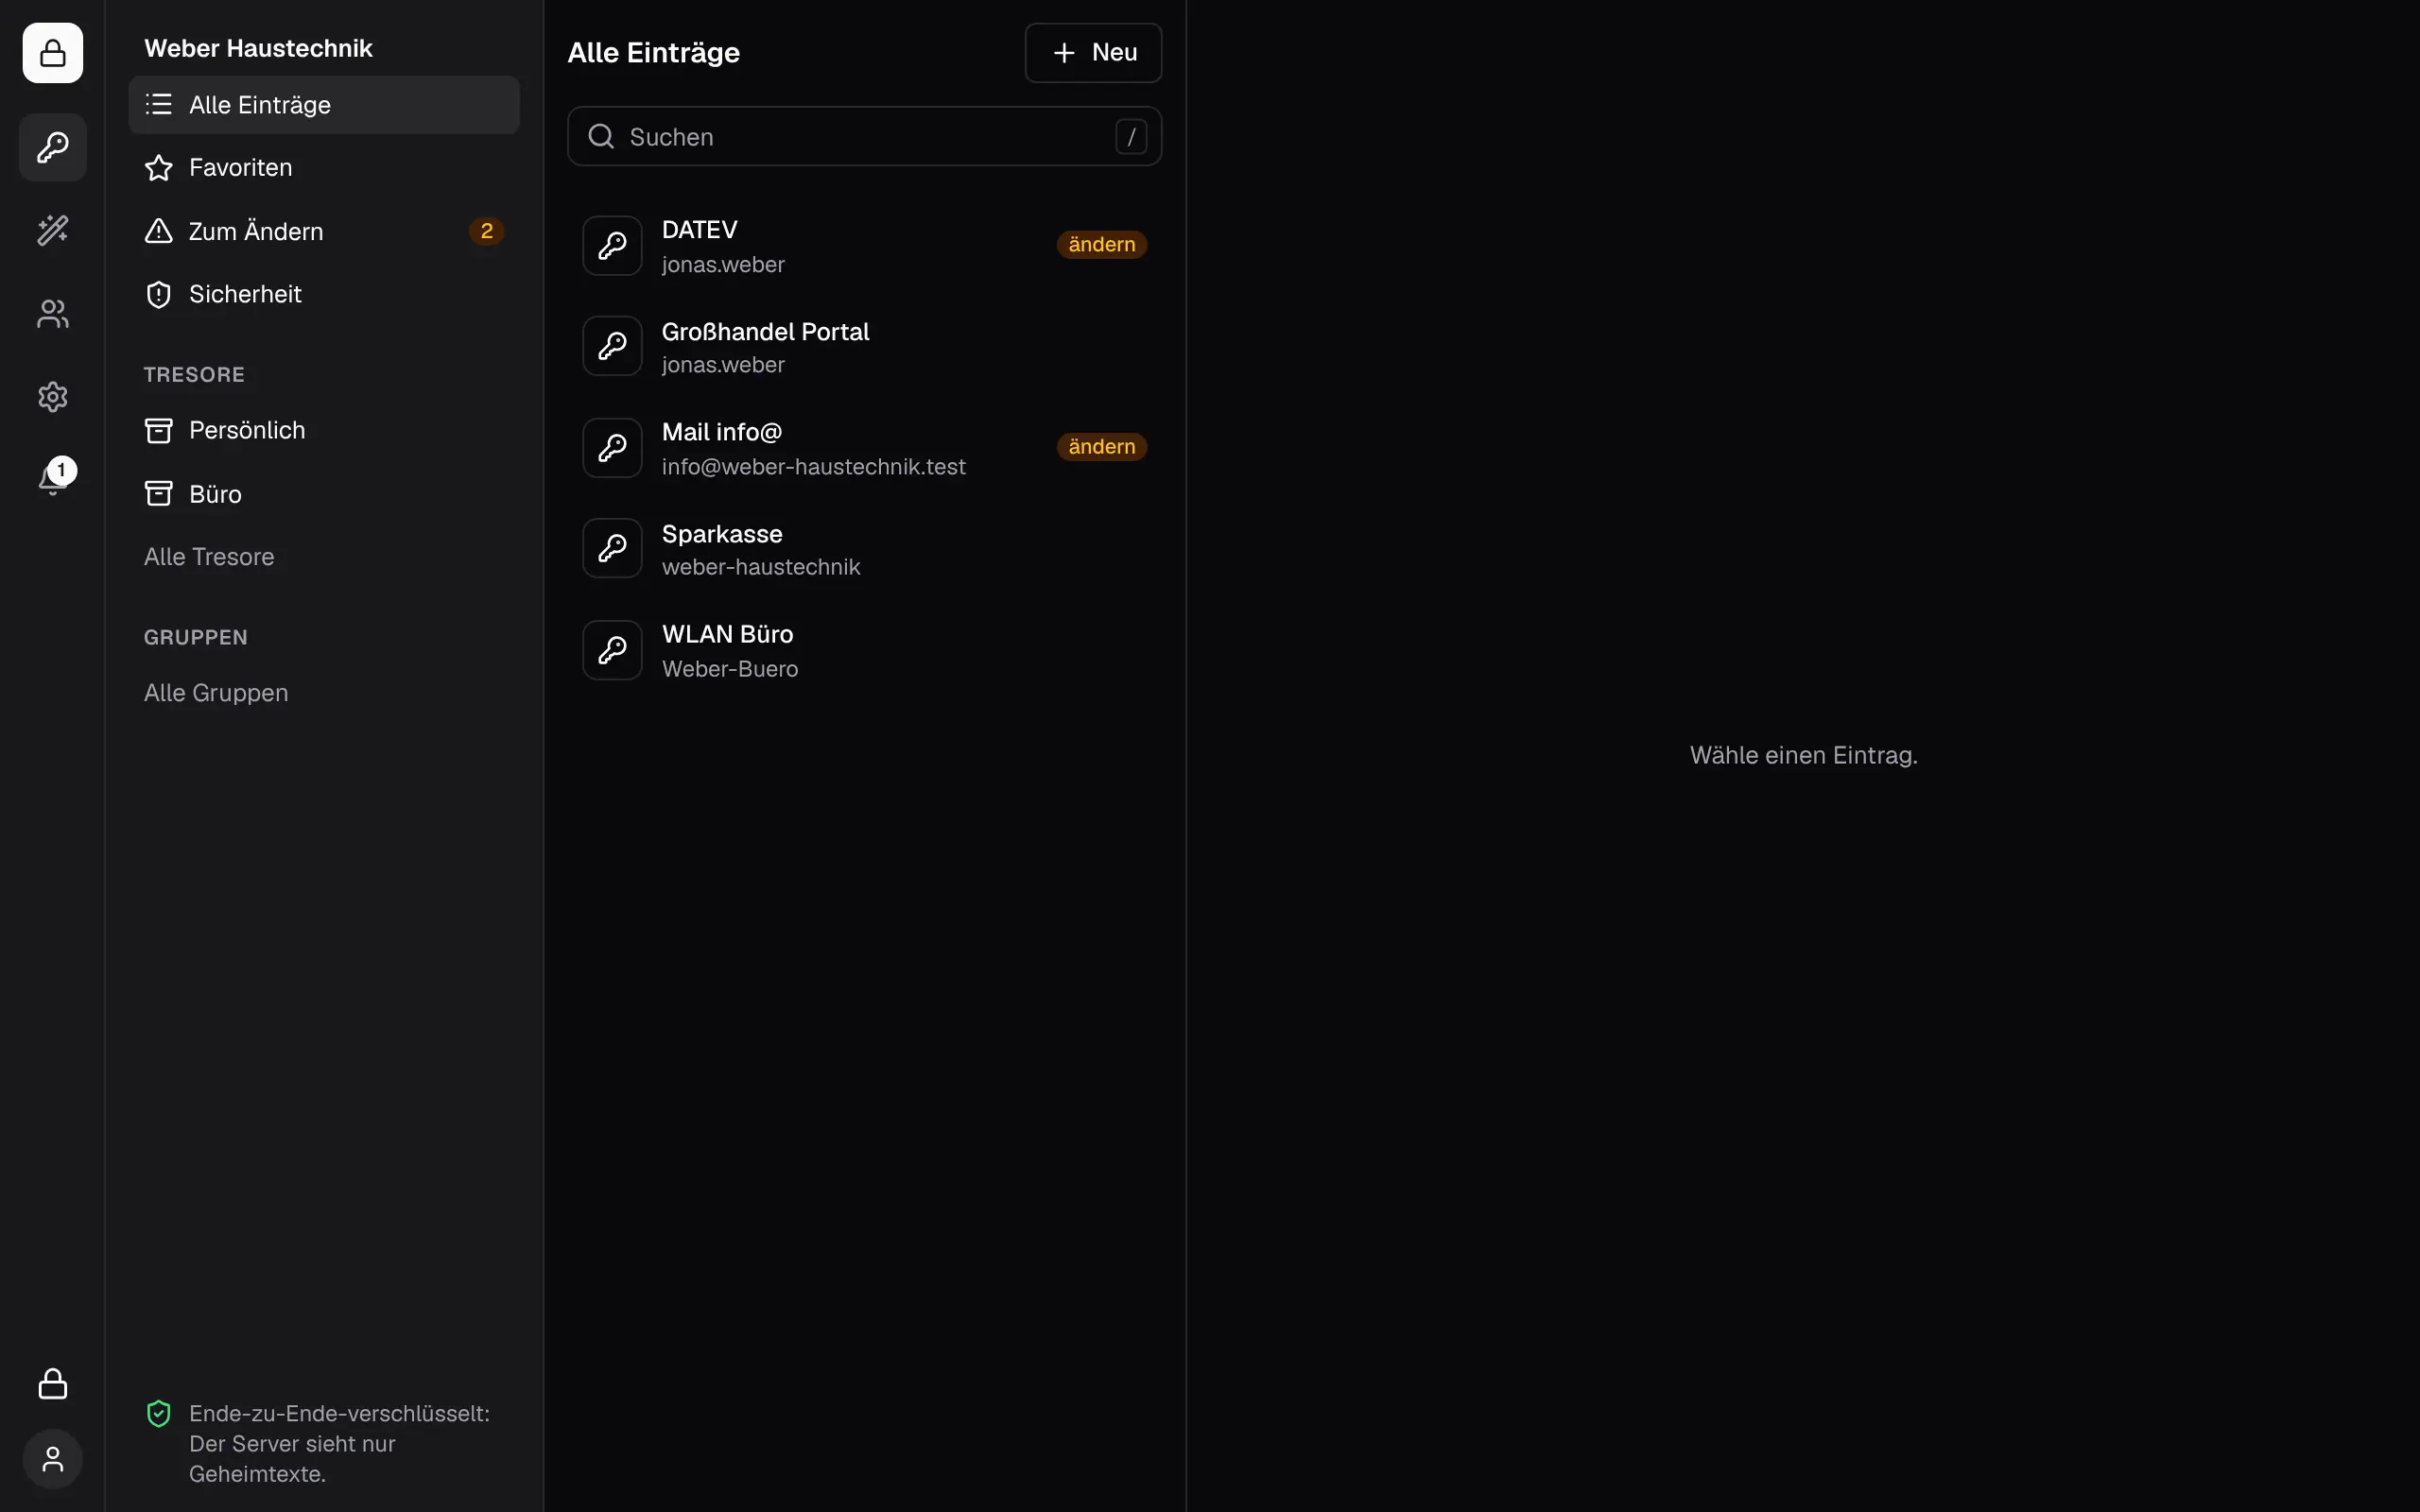 Weber Haustechnik
Alle Einträge
Favoriten
Zum Ändern 2
Sicherheit
TRESORE
Persönlich
Büro
Alle Tresore
GRUPPEN
Alle Gruppen
Ende-zu-Ende-verschlüsselt:
Der Server sieht nur
Geheimtexte.
1
Alle Einträge
Neu
Suchen /
DATEV
jonas.weber
ändern
Großhandel Portal
jonas.weber
Mail info@
info@weber-haustechnik.test
ändern
Sparkasse
weber-haustechnik
WLAN Büro
Weber-Buero
Wähle einen Eintrag.